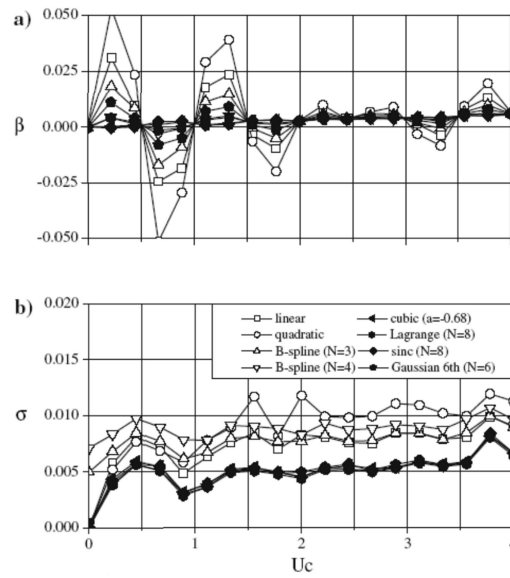 a)
0.050
0.025
β
0.000
-0.025
-0.050
b)
0.020
linear
cubic (a=-0.68)
quadratic
Lagrange (N=8)
0.015
B-spline (N=3)
sinc (N=8)
B-spline (N=4)
Gaussian 6th (N=6)
σ
0.010
0.005
0.000
0
1
2
3
Uc